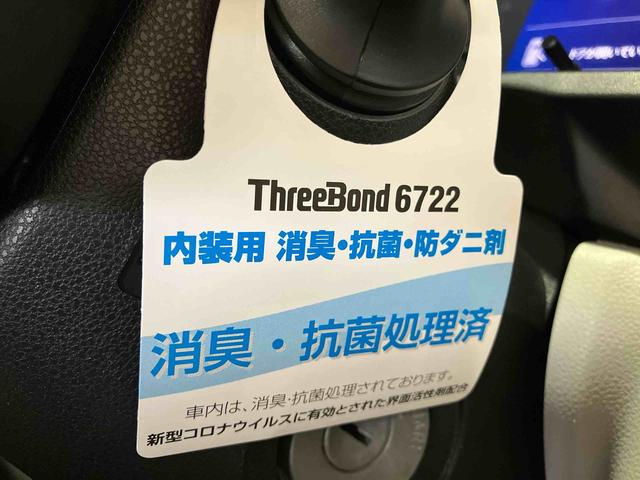 ThreeBond 6722
内装用 消臭・抗菌・防ダニ剤
消臭・抗菌処理済
車内は、消臭・抗菌処理されております。
新型コロナウイルスに有効とされた界面活性剤配合